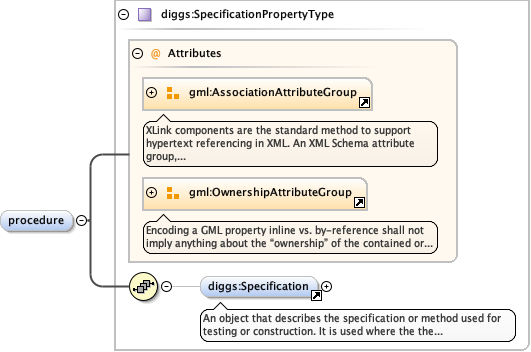 diggs:SpecificationPropertyType
@ Attributes
gml:AssociationAttributeGroup
XLink components are the standard method to support
hypertext referencing in XML. An XML Schema attribute
group,...
gml:OwnershipAttributeGroup
Encoding a GML property inline vs. by-reference shall not
imply anything about the “ownership” of the contained or...
procedure
diggs:Specification
An object that describes the specification or method used for
testing or construction. It is used where the the...